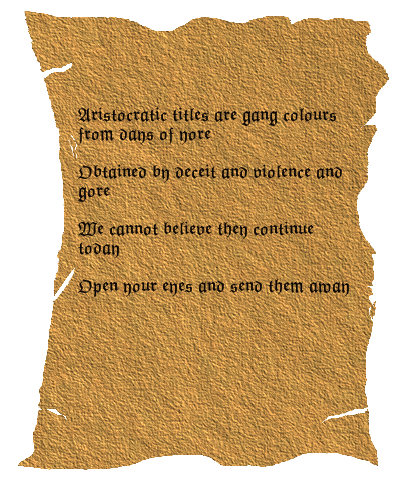 Aristocratic titles are gang colours
from days of yore
Obtained by deceit and violence and
gore
We cannot believe they continue
today
Open your eyes and send them away